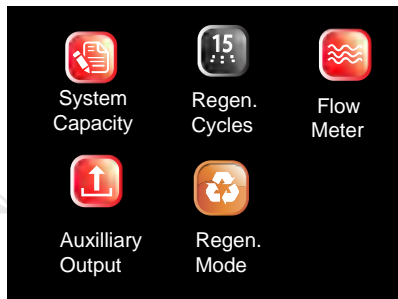 15
System
Capacity
Regen.
Cycles
Flow
Meter
Auxilliary
Output
Regen.
Mode